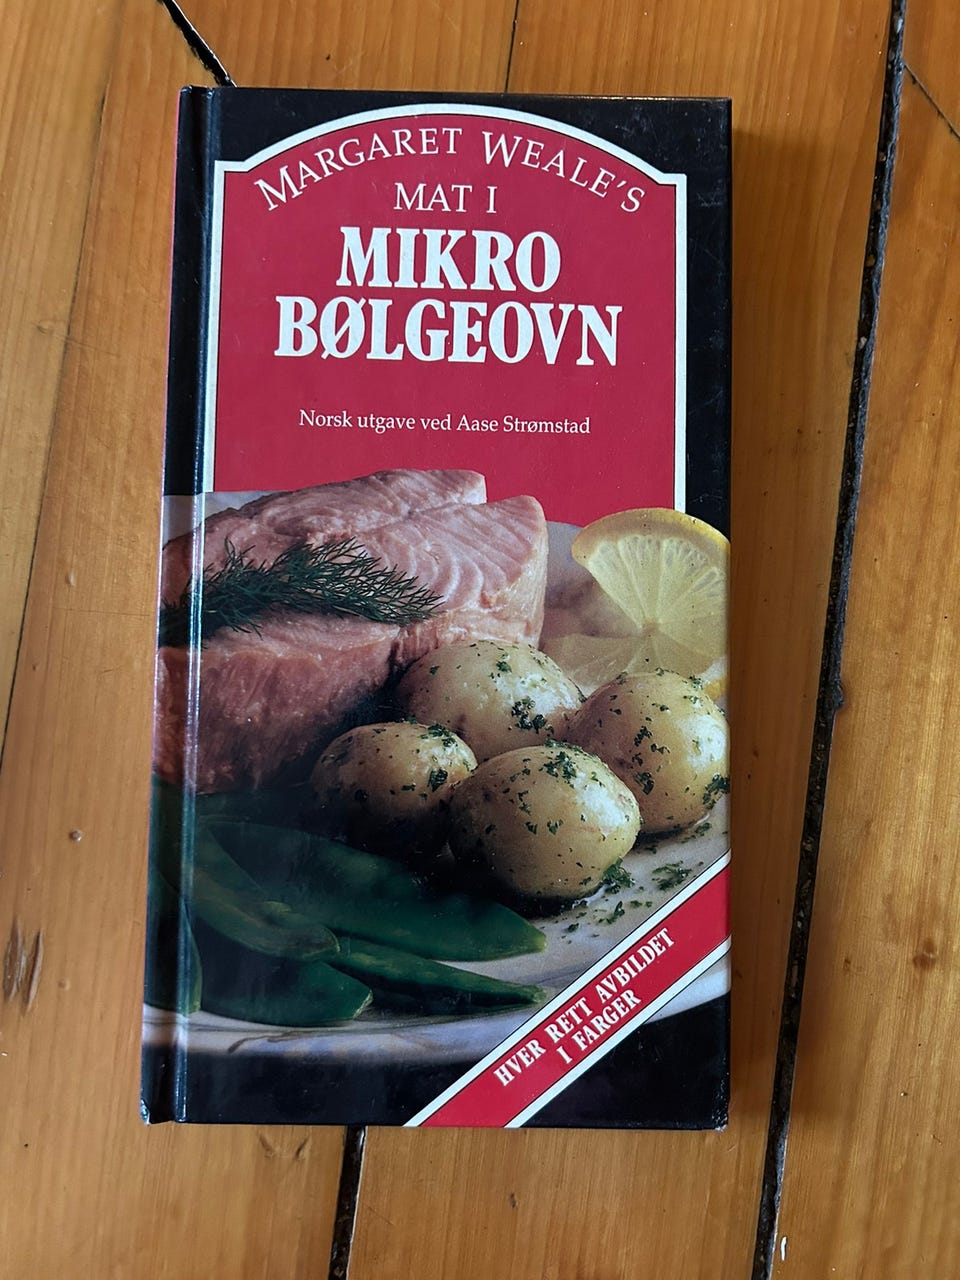 MARGARET WEALE'S
MAT I
MIKRO
BØLGEOVN
Norsk utgave ved Aase Strømstad
HVER RETT AVBILDET
I FARGER